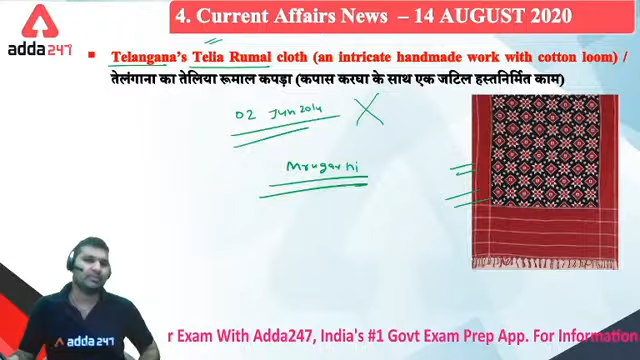 4. Current Affairs News – 14 AUGUST 2020
adda247
Telangana's Telia Rumal cloth (an intricate handmade work with cotton loom) /
तेलंगाना का तेलिया रूमाल कपड़ा (कपास करघा के साथ एक जटिल हस्तनिर्मित काम)
02 Jun 2014
adda247
r Exam With Adda247, India's #1 Govt Exam Prep App. For Information